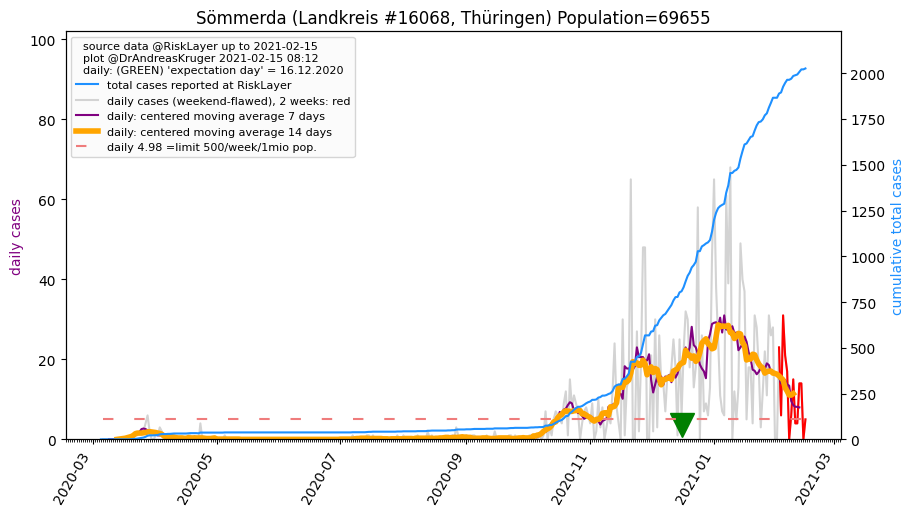 Sömmerda (Landkreis #16068, Thüringen) Population=69655
source data @RiskLayer up to 2021-02-15
plot @DrAndreasKruger 2021-02-15 08:12
daily: (GREEN) 'expectation day' = 16.12.2020
total cases reported at RiskLayer
daily cases (weekend-flawed), 2 weeks: red
daily: centered moving average 7 days
daily: centered moving average 14 days
daily 4.98 =limit 500/week/1mio pop.
daily cases
100
80
60
40
20
0
cumulative total cases
2000
1750
1500
1250
1000
750
500
250
0
2020-03
2020-05
2020-07
2020-09
2020-11
2021-01
2021-03